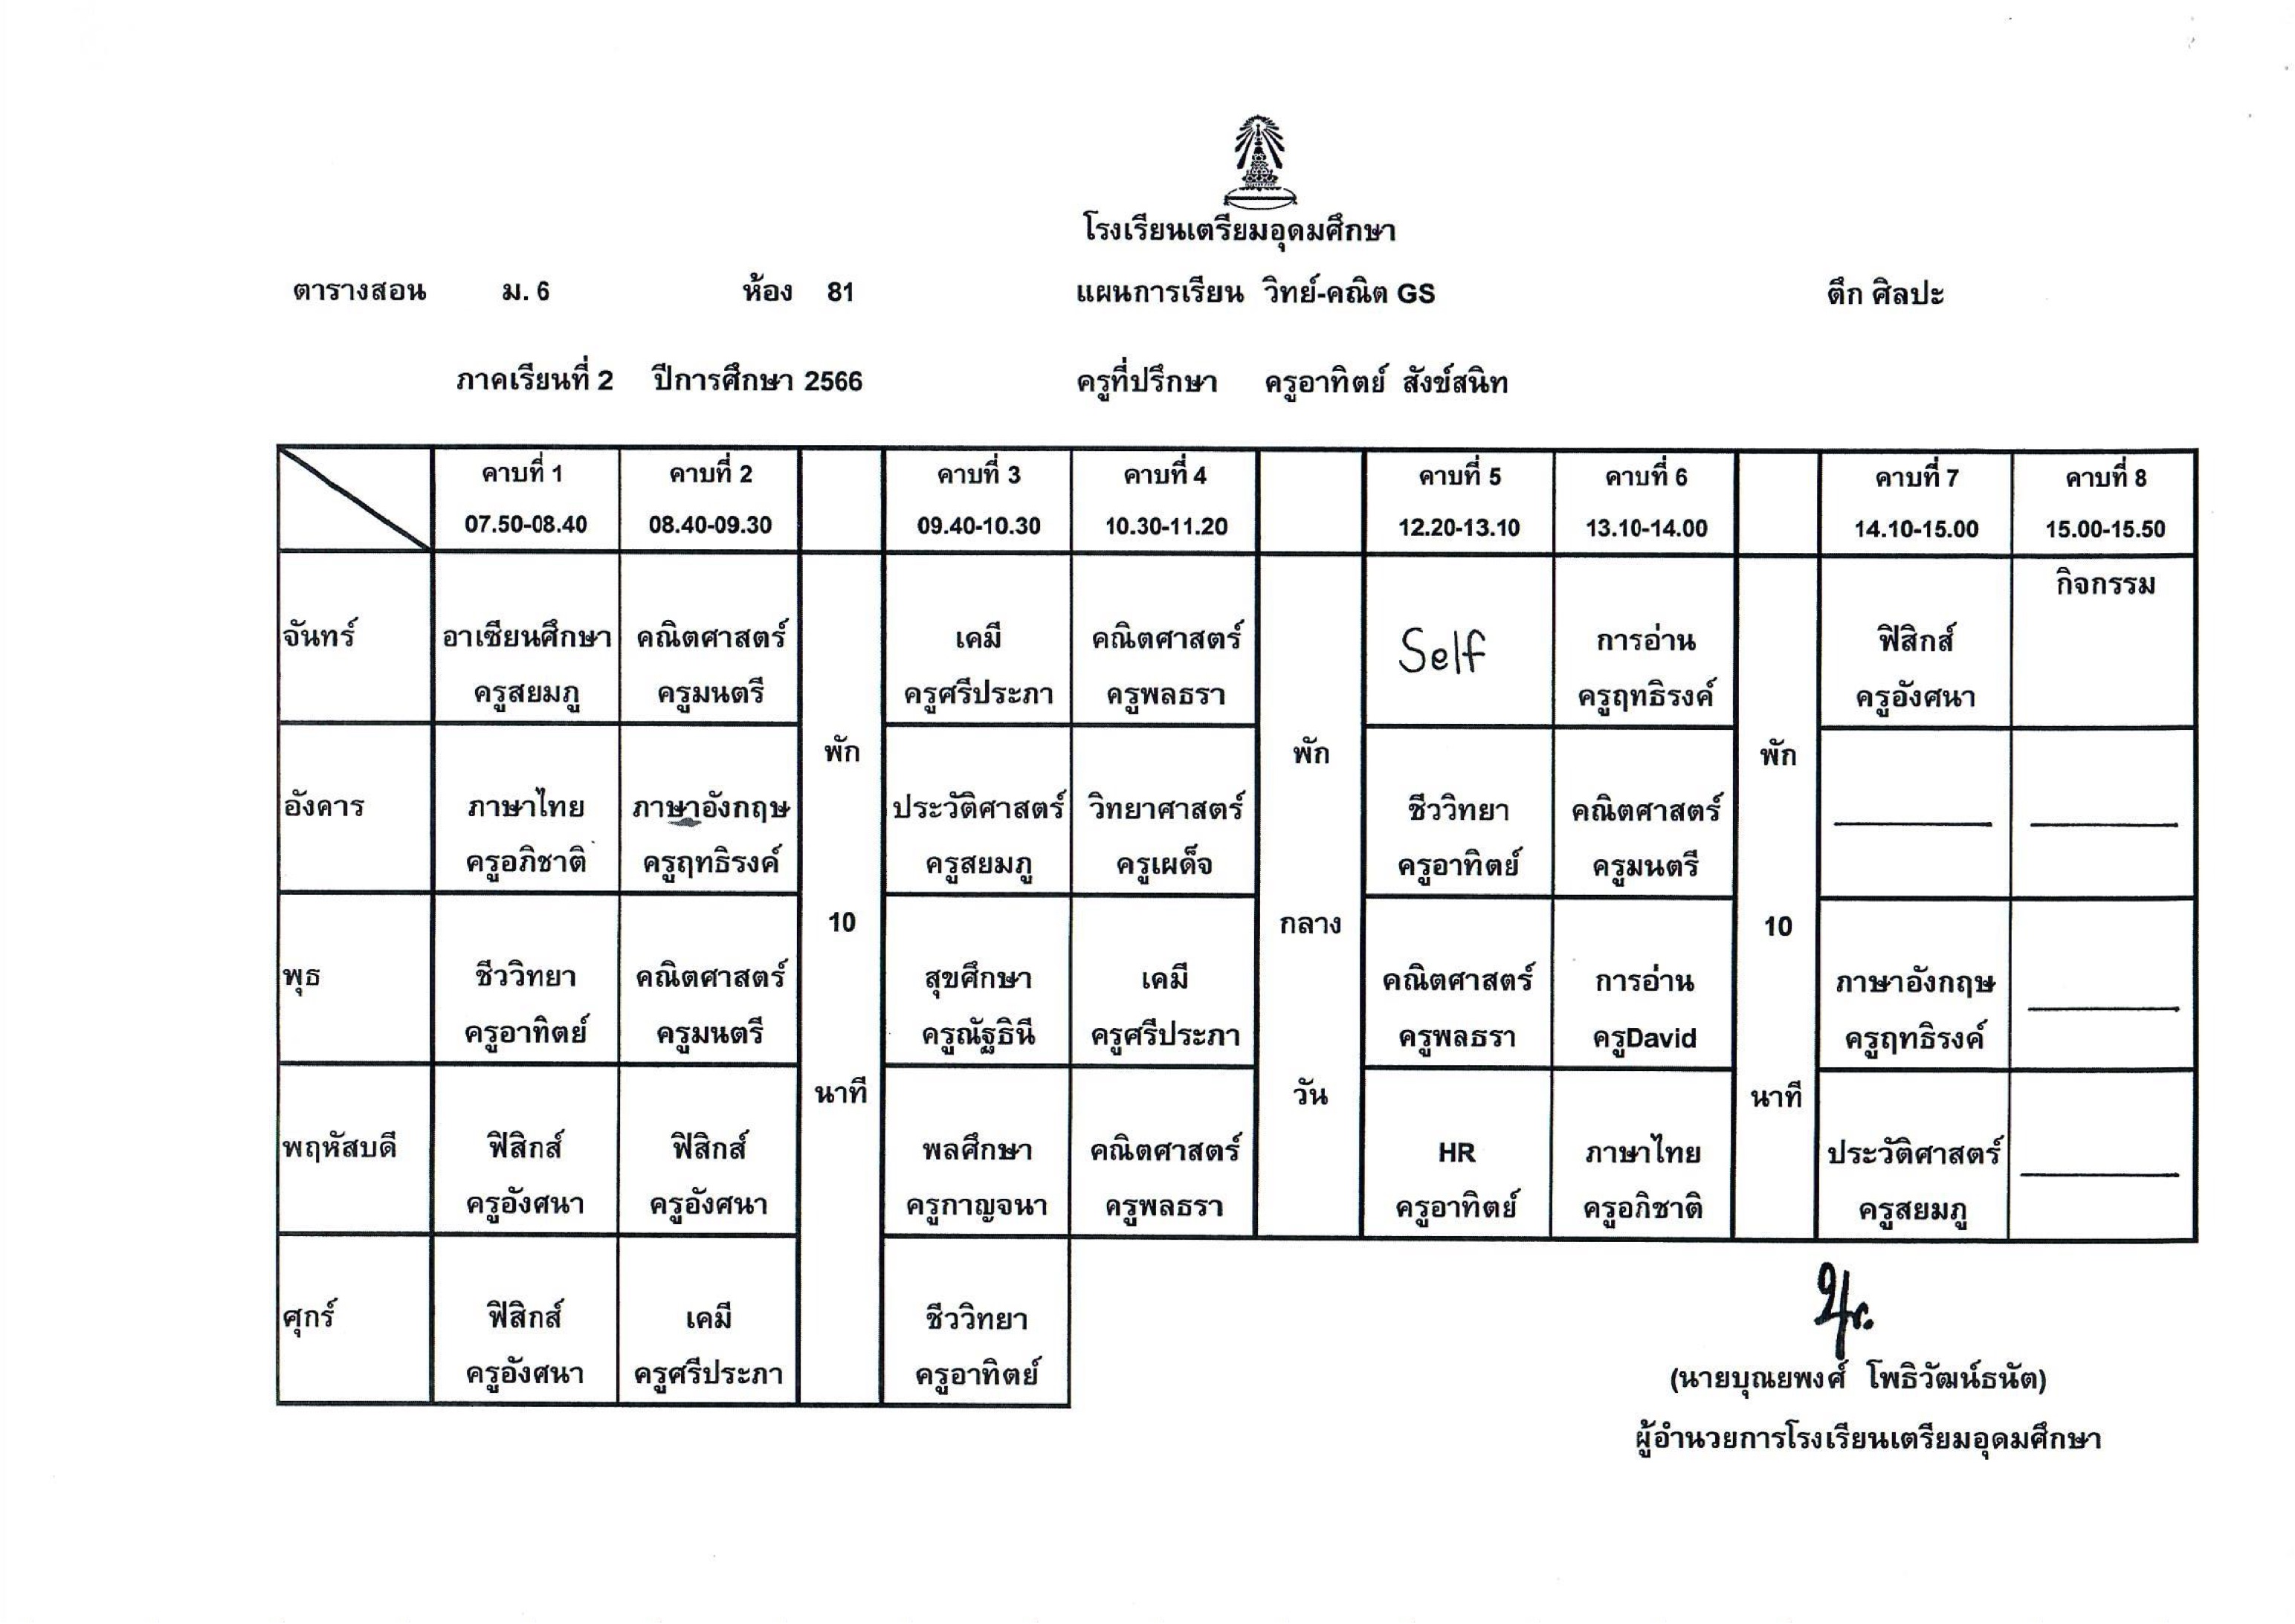 โรงเรียนเตรียมอุดมศึกษา
ตารางสอน ม. 6 ห้อง 81 แผนการเรียน วิทย์-คณิต GS ตึก ศิลปะ
ภาคเรียนที่ 2 ปีการศึกษา 2566 ครูที่ปรึกษา ครูอาทิตย์ สังข์สนิท
คาบที่ 1 คาบที่ 2 คาบที่ 3 คาบที่ 4 คาบที่ 5 คาบที่ 6 คาบที่ 7 คาบที่ 8
07.50-08.40 08.40-09.30 09.40-10.30 10.30-11.20 12.20-13.10 13.10-14.00 14.10-15.00 15.00-15.50
กิจกรรม
จันทร์ อาเซียนศึกษา คณิตศาสตร์ เคมี คณิตศาสตร์ Self การอ่าน ฟิสิกส์
ครูสยมภู ครูมนตรี ครูศรีประภา ครูพลธรา ครูฤทธิรงค์ ครูอังศนา
พัก พัก พัก
อังคาร ภาษาไทย ภาษาอังกฤษ ประวัติศาสตร์ วิทยาศาสตร์ ชีววิทยา คณิตศาสตร์
ครูอภิชาติ ครูฤทธิรงค์ ครูสยมภู ครูเผด็จ ครูอาทิตย์ ครูมนตรี
10 กลาง 10
พุธ ชีววิทยา คณิตศาสตร์ สุขศึกษา เคมี คณิตศาสตร์ การอ่าน ภาษาอังกฤษ
ครูอาทิตย์ ครูมนตรี ครูณัฐธินี ครูศรีประภา ครูพลธรา ครูDavid ครูฤทธิรงค์
นาที วัน นาที
พฤหัสบดี ฟิสิกส์ ฟิสิกส์ พลศึกษา คณิตศาสตร์ HR ภาษาไทย ประวัติศาสตร์
ครูอังศนา ครูอังศนา ครูกาญจนา ครูพลธรา ครูอาทิตย์ ครูอภิชาติ ครูสยมภู
ศุกร์ ฟิสิกส์ เคมี ชีววิทยา
ครูอังศนา ครูศรีประภา ครูอาทิตย์
(นายบุณยพงศ์ โพธิวัฒน์ธนัต)
ผู้อำนวยการโรงเรียนเตรียมอุดมศึกษา